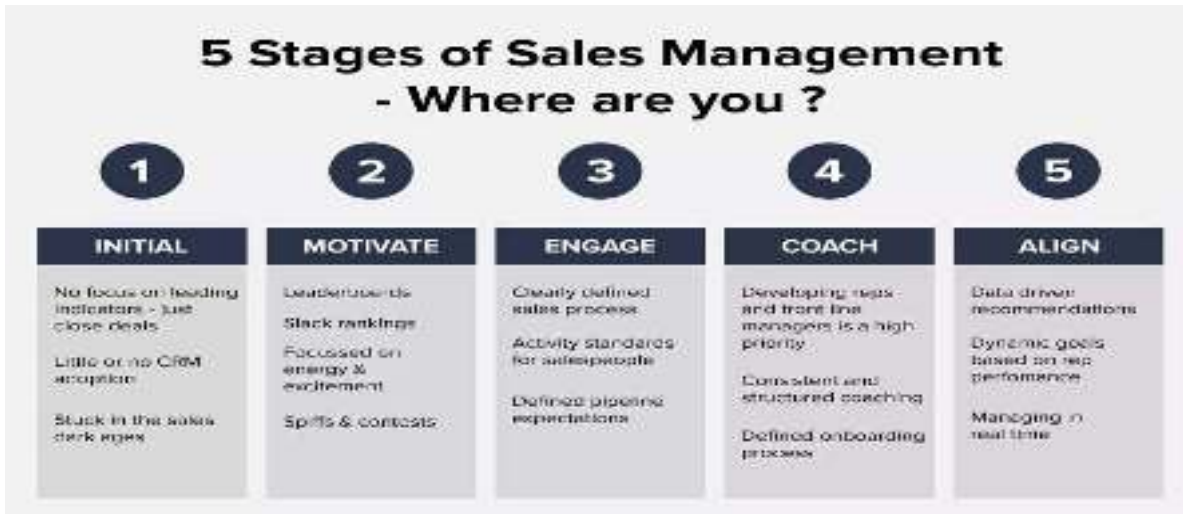 5 Stages of Sales Management
- Where are you ?
1
2
3
4
5
INITIAL
No focus on leading
indicators - just
close deals
Little or no CRM
adoption
Stuck in the sales
dark ages
MOTIVATE
Leaderboards
Slack rankings
Focussed on
energy &
excitement
Spiffs & contests
ENGAGE
Clearly defined
sales process
Activity standards
for salespeople
Defined pipeline
expectations
COACH
Developing reps
and front line
managers is a high
priority
Consistent and
structured coaching
Defined onboarding
process
ALIGN
Data driven
recommendations
Dynamic goals
based on rep
perfomance
Managing in
real time